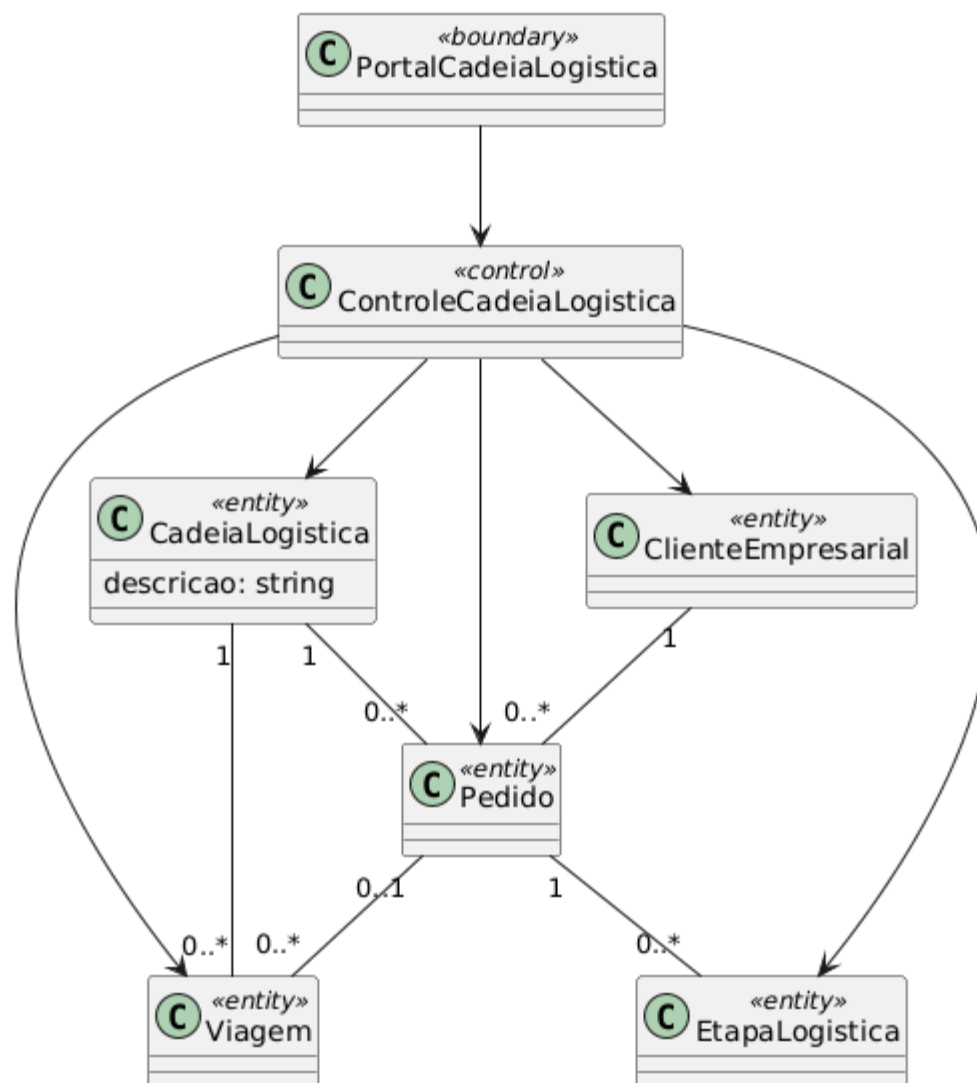 «boundary»
C PortalCadeiaLogistica
«control»
C ControleCadeiaLogistica
«entity»
C CadeiaLogistica
descricao: string
«entity»
C ClienteEmpresarial
1
1
1
0..*
0..*
«entity»
C Pedido
0..1
1
0..*
0..*
0..*
«entity»
C Viagem
«entity»
C EtapaLogistica